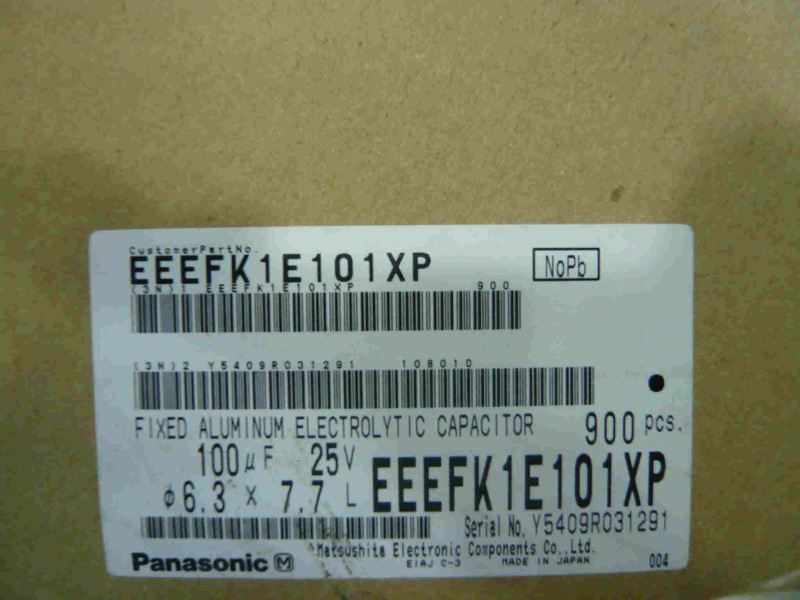 CustomerPartNo.
EEEFK1E101XP NoPb
(3N)1 EEEFK1E101XP 900
(3N)2 Y5409R031291 108010
FIXED ALUMINUM ELECTROLYTIC CAPACITOR 900 pcs.
100μF 25V
φ6.3 x 7.7 L EEEFK1E101XP
Serial No. Y5409R031291
Panasonic M Matsushita Electronic Components Co.,Ltd.
EIAJ C-3 MADE IN JAPAN 004